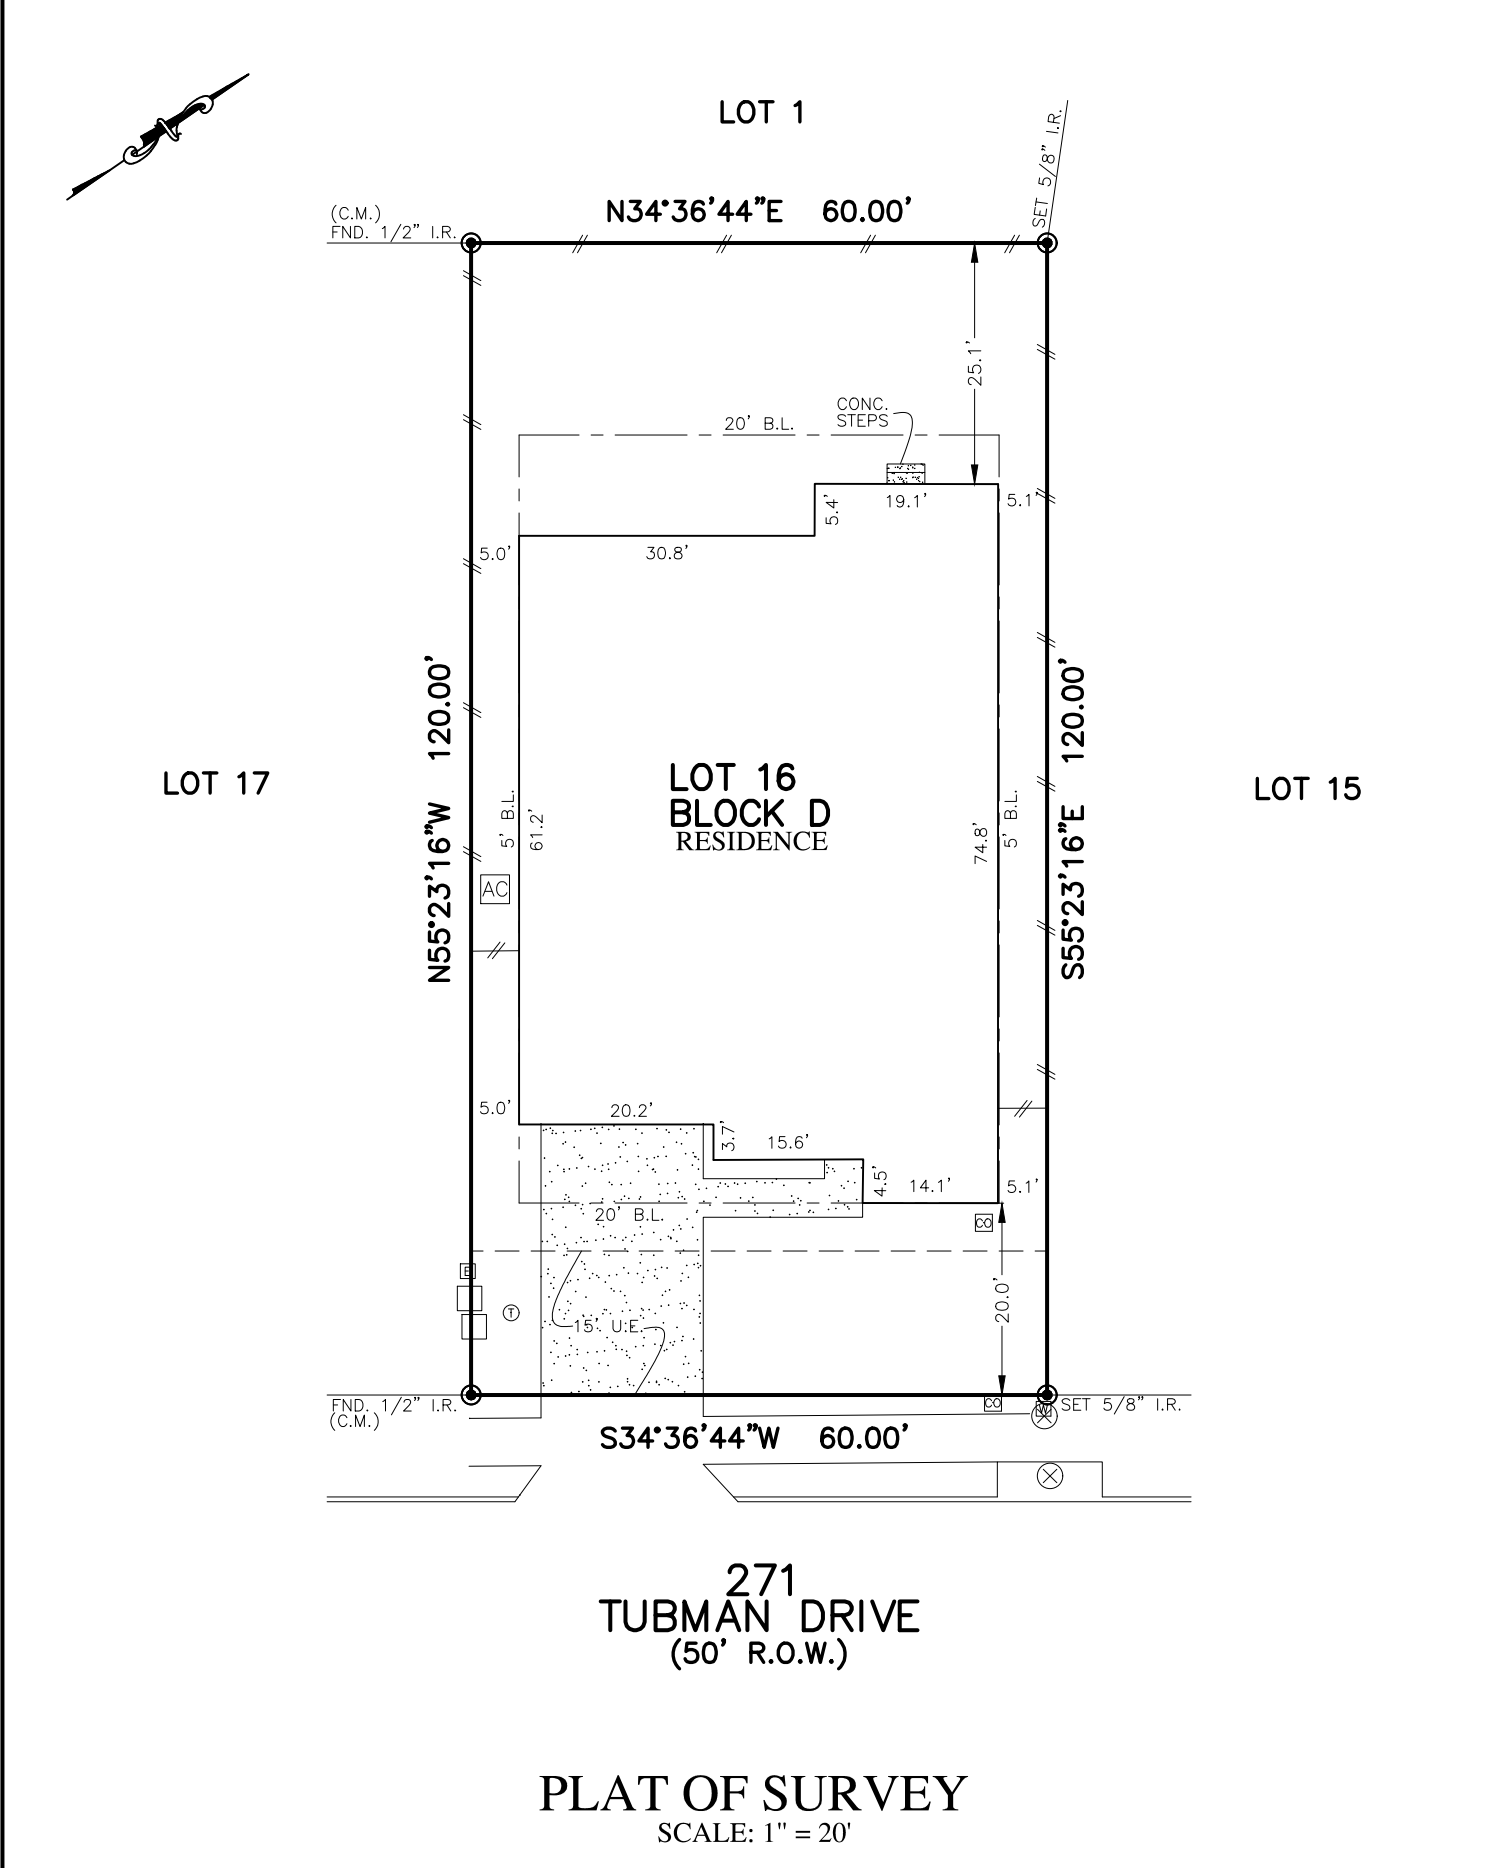 LOT 1
SET 5/8" I.R.
(C.M.)
FND. 1/2" I.R.
N34°36'44"E 60.00'
25.1'
CONC.
STEPS
20' B.L.
5.4'
19.1'
5.1'
5.0'
30.8'
N55°23'16"W 120.00'
S55°23'16"E 120.00'
LOT 17
LOT 16
BLOCK D
RESIDENCE
LOT 15
5' B.L.
61.2'
74.8'
5' B.L.
AC
5.0'
20.2'
3.7'
15.6'
4.5'
14.1'
5.1'
20' B.L.
CO
E
T
15' U.E.
20.0'
FND. 1/2" I.R.
(C.M.)
CO
W
SET 5/8" I.R.
S34°36'44"W 60.00'
271
TUBMAN DRIVE
(50' R.O.W.)
PLAT OF SURVEY
SCALE: 1" = 20'